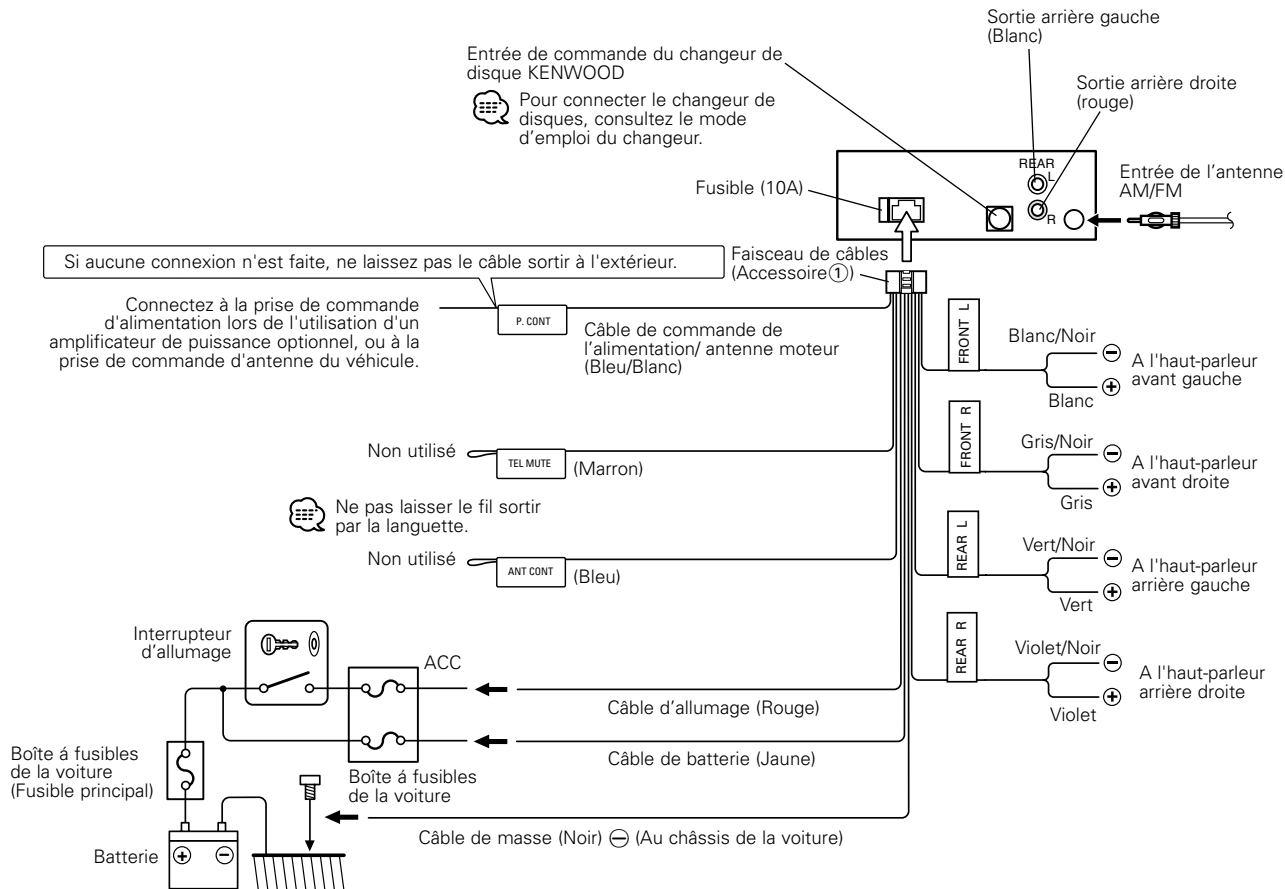 Sortie arrière gauche
(Blanc)
Entrée de commande du changeur de
disque KENWOOD
Pour connecter le changeur de
disques, consultez le mode
d'emploi du changeur.
Sortie arrière droite
(rouge)
REAR
L
R
Entrée de l'antenne
AM/FM
Fusible (10A)
Faisceau de câbles
(Accessoire①)
Si aucune connexion n'est faite, ne laissez pas le câble sortir à l'extérieur.
Connectez à la prise de commande
d'alimentation lors de l'utilisation d'un
amplificateur de puissance optionnel, ou à la
prise de commande d'antenne du véhicule.
P. CONT
Câble de commande de
l'alimentation/ antenne moteur
(Bleu/Blanc)
FRONT L
Blanc/Noir
⊖
Blanc
⊕
A l'haut-parleur
avant gauche
Non utilisé
TEL MUTE
(Marron)
FRONT R
Gris/Noir
⊖
Gris
⊕
A l'haut-parleur
avant droite
Ne pas laisser le fil sortir
par la languette.
Non utilisé
ANT CONT
(Bleu)
REAR L
Vert/Noir
⊖
Vert
⊕
A l'haut-parleur
arrière gauche
REAR R
Violet/Noir
⊖
Violet
⊕
A l'haut-parleur
arrière droite
Interrupteur
d'allumage
ACC
Câble d'allumage (Rouge)
Câble de batterie (Jaune)
Boîte á fusibles
de la voiture
(Fusible principal)
Boîte á fusibles
de la voiture
Câble de masse (Noir) ⊖ (Au châssis de la voiture)
Batterie
⊕
⊖